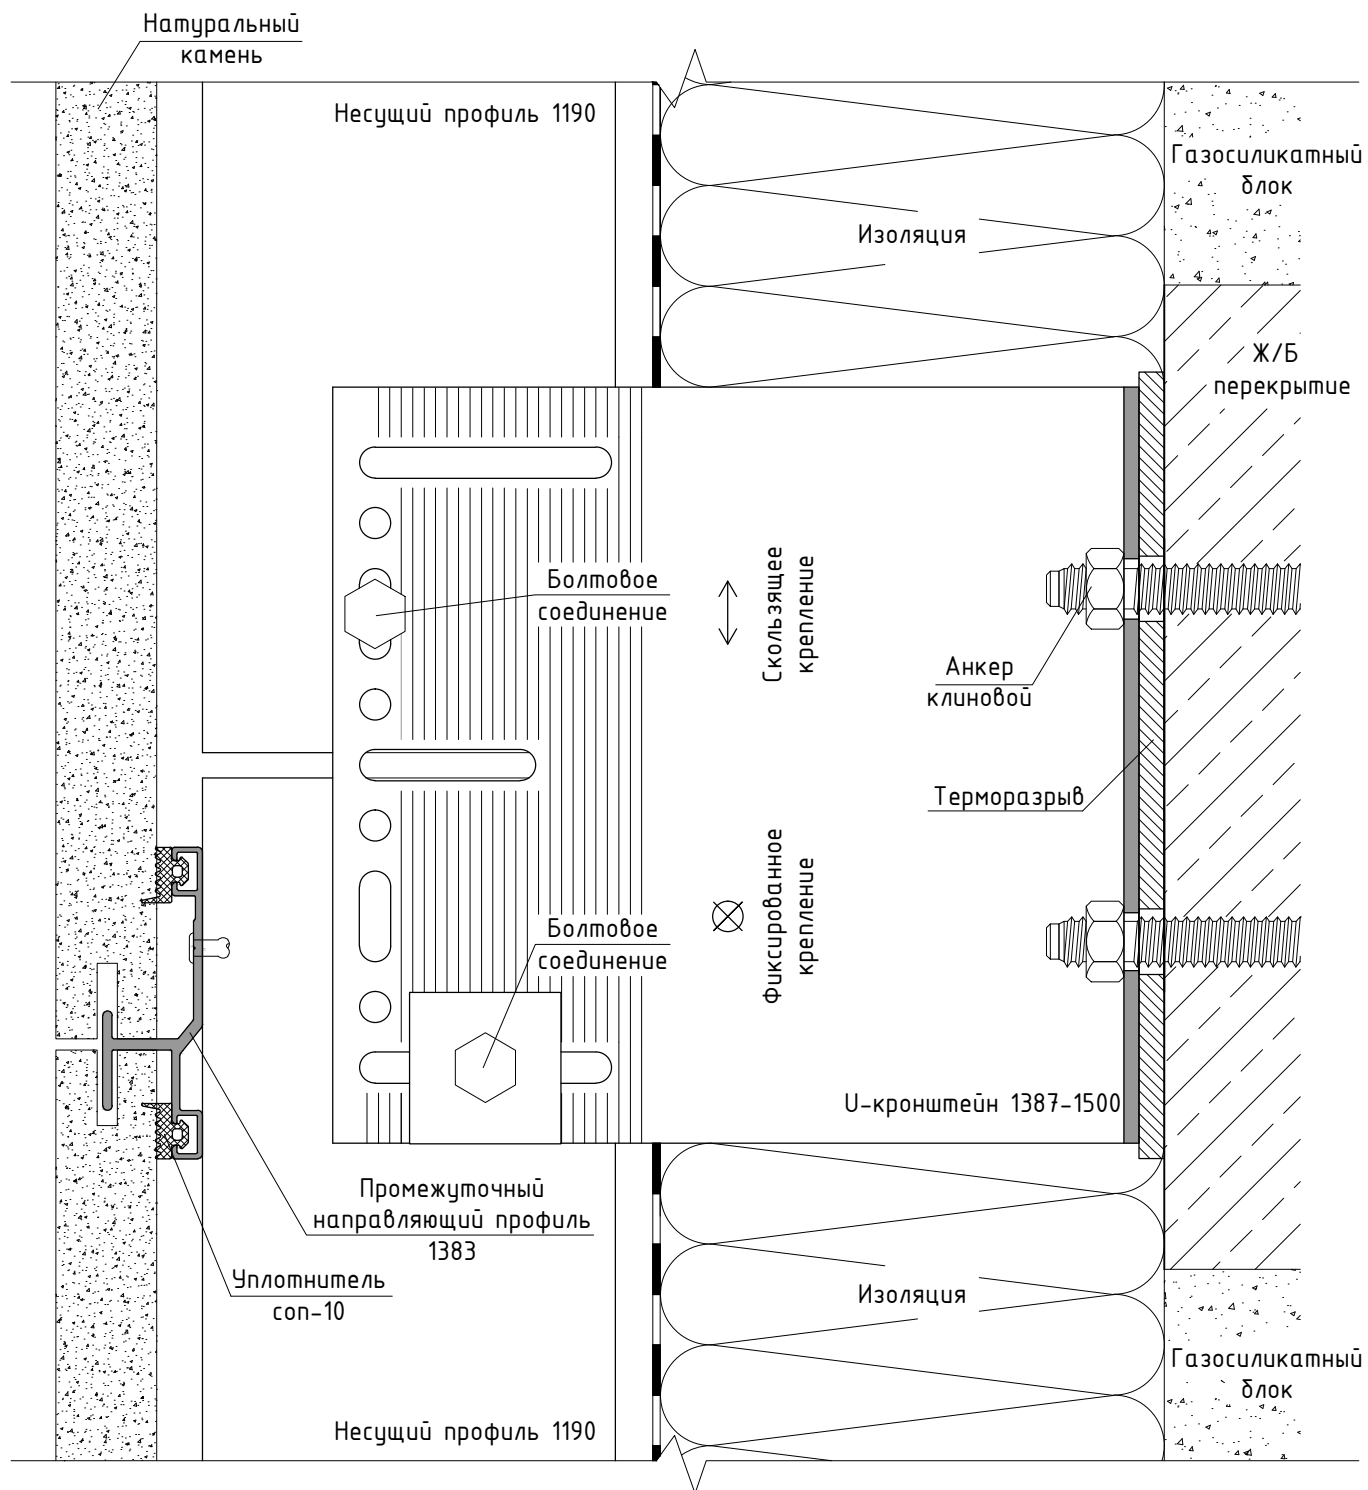 Натуральный
камень
Несущий профиль 1190
Газосиликатный
блок
Изоляция
Ж/Б
перекрытие
Болтовое
соединение
Скользящее
крепление
Анкер
клиновой
Терморазрыв
Фиксированное
крепление
Болтовое
соединение
U-кронштейн 1387-1500
Промежуточный
направляющий профиль
1383
Уплотнитель
соп-10
Изоляция
Газосиликатный
блок
Несущий профиль 1190